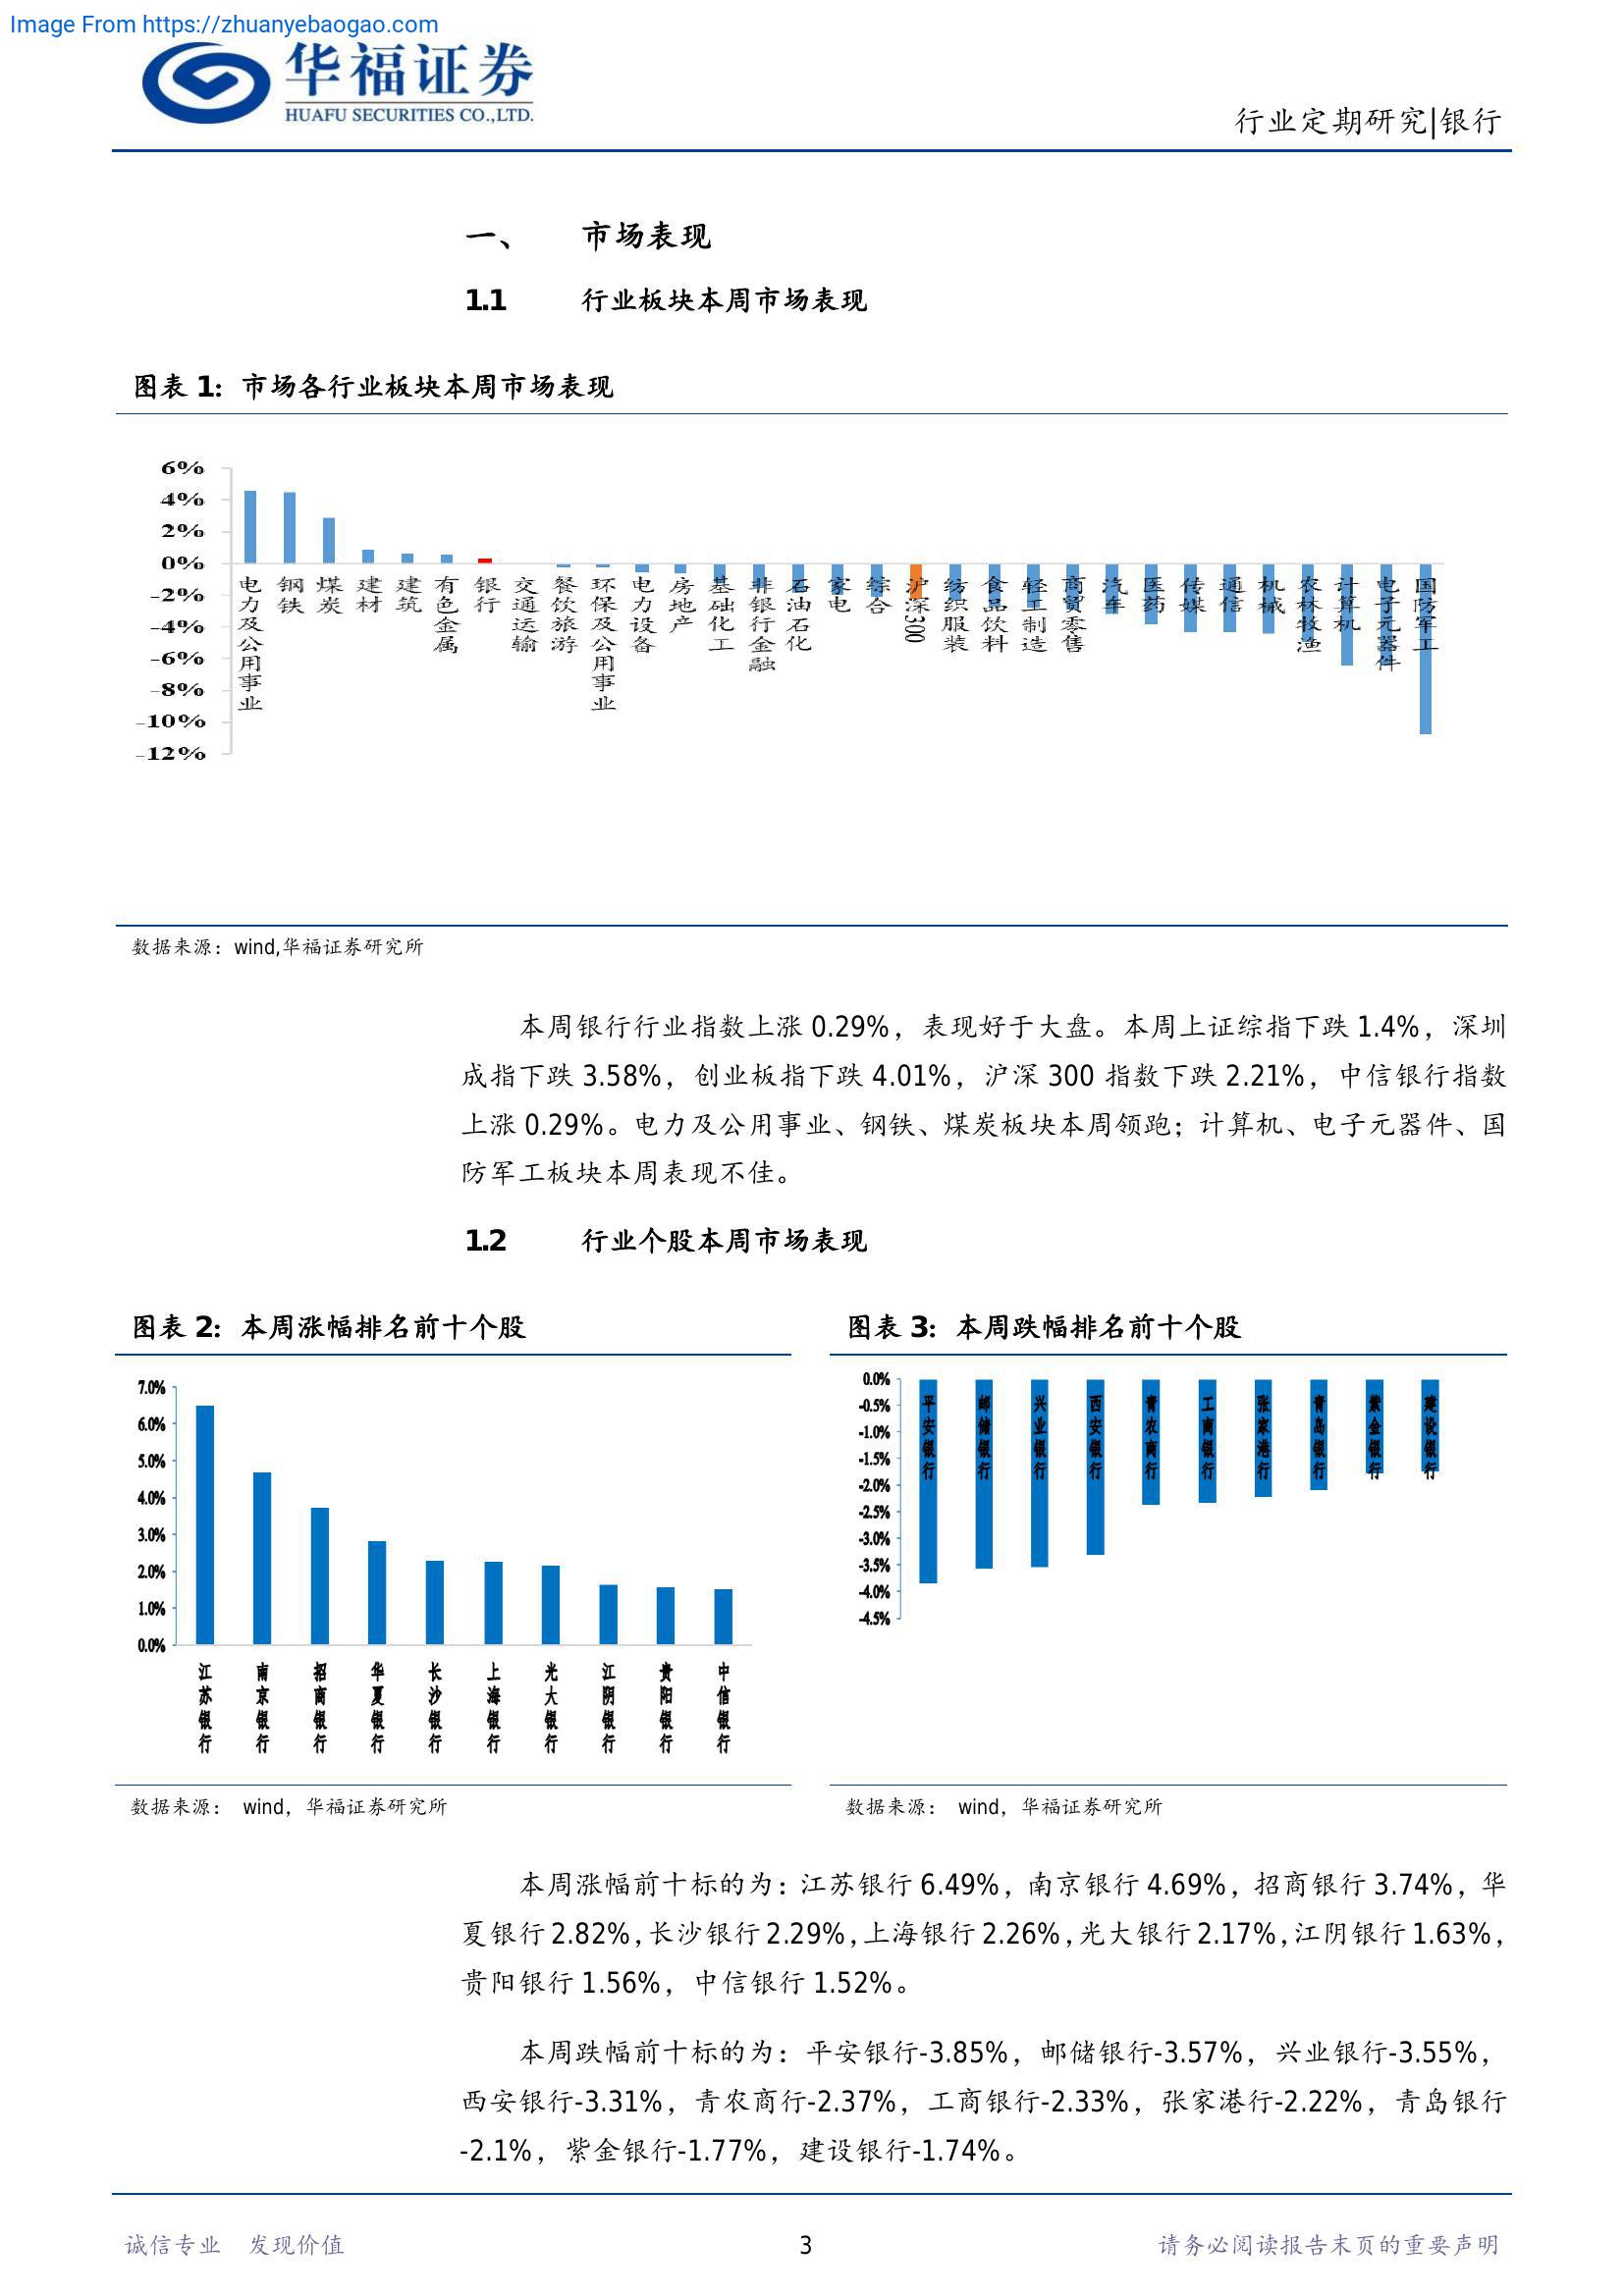 Image From https://zhuanyebaogao.com
华福证券
HUAFU SECURITIES CO.,LTD.
行业定期研究|银行
一、 市场表现
1.1 行业板块本周市场表现
图表 1：市场各行业板块本周市场表现
6%
4%
2%
0%
-2%
-4%
-6%
-8%
-10%
-12%
电力及公用事业
钢铁
煤炭
建材
建筑
有色金属
银行
交通运输
餐饮旅游
环保及公用事业
电力设备
房地产
基础化工
非银行金融
石油石化
家电
综合
沪深300
纺织服装
食品饮料
轻工制造
商贸零售
汽车
医药
传媒
通信
机械
农林牧渔
计算机
电子元器件
国防军工
数据来源：wind,华福证券研究所
本周银行行业指数上涨 0.29%，表现好于大盘。本周上证综指下跌 1.4%，深圳
成指下跌 3.58%，创业板指下跌 4.01%，沪深 300 指数下跌 2.21%，中信银行指数
上涨 0.29%。电力及公用事业、钢铁、煤炭板块本周领跑；计算机、电子元器件、国
防军工板块本周表现不佳。
1.2 行业个股本周市场表现
图表 2：本周涨幅排名前十个股
7.0%
6.0%
5.0%
4.0%
3.0%
2.0%
1.0%
0.0%
江苏银行
南京银行
招商银行
华夏银行
长沙银行
上海银行
光大银行
江阴银行
贵阳银行
中信银行
数据来源： wind，华福证券研究所
图表 3：本周跌幅排名前十个股
0.0%
-0.5%
-1.0%
-1.5%
-2.0%
-2.5%
-3.0%
-3.5%
-4.0%
-4.5%
平安银行
邮储银行
兴业银行
西安银行
青农商行
工商银行
张家港行
青岛银行
紫金银行
建设银行
数据来源： wind，华福证券研究所
本周涨幅前十标的为：江苏银行 6.49%，南京银行 4.69%，招商银行 3.74%，华
夏银行 2.82%，长沙银行 2.29%，上海银行 2.26%，光大银行 2.17%，江阴银行 1.63%，
贵阳银行 1.56%，中信银行 1.52%。
本周跌幅前十标的为：平安银行-3.85%，邮储银行-3.57%，兴业银行-3.55%，
西安银行-3.31%，青农商行-2.37%，工商银行-2.33%，张家港行-2.22%，青岛银行
-2.1%，紫金银行-1.77%，建设银行-1.74%。
诚信专业 发现价值
3
请务必阅读报告末页的重要声明